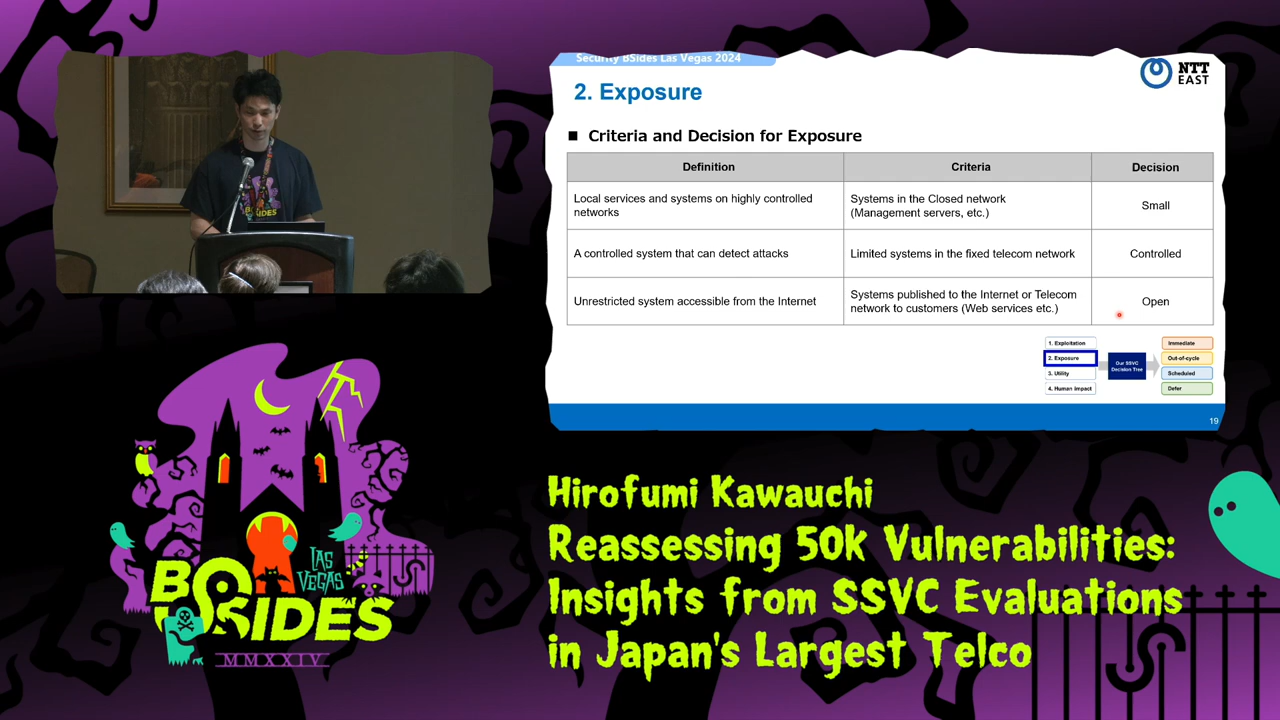 Security BSides Las Vegas 2024
NTT
EAST
2. Exposure
■ Criteria and Decision for Exposure
Definition
Criteria
Decision
Local services and systems on highly controlled
networks
Systems in the Closed network
(Management servers, etc.)
Small
A controlled system that can detect attacks
Limited systems in the fixed telecom network
Controlled
Unrestricted system accessible from the Internet
Systems published to the Internet or Telecom
network to customers (Web services etc.)
Open
1. Exploitation
2. Exposure
3. Utility
4. Human Impact
Our SSVC
Decision Tree
Immediate
Out-of-cycle
Scheduled
Defer
19
BSIDES
LAS
VEGAS
BSIDES
MMXXIV
Hirofumi Kawauchi
Reassessing 50k Vulnerabilities:
Insights from SSVC Evaluations
in Japan's Largest Telco